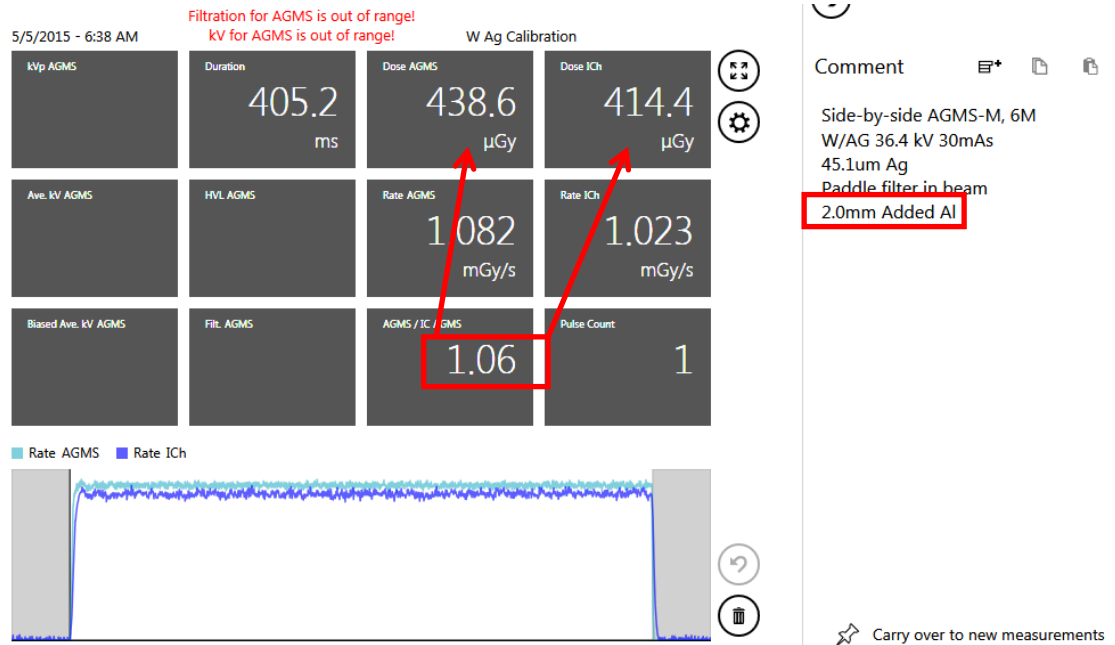 Filtration for AGMS is out of range!
5/5/2015 - 6:38 AM kV for AGMS is out of range! W Ag Calibration
kVp AGMS
Duration
405.2
ms
Dose AGMS
438.6
µGy
Dose ICh
414.4
µGy
Ave. kV AGMS
HVL AGMS
Rate AGMS
1.082
mGy/s
Rate ICh
1.023
mGy/s
Biased Ave. kV AGMS
Filt. AGMS
AGMS / IC AGMS
1.06
Pulse Count
1
Rate AGMS Rate ICh
Comment
Side-by-side AGMS-M, 6M
W/AG 36.4 kV 30mAs
45.1um Ag
Paddle filter in beam
2.0mm Added Al
Carry over to new measurements